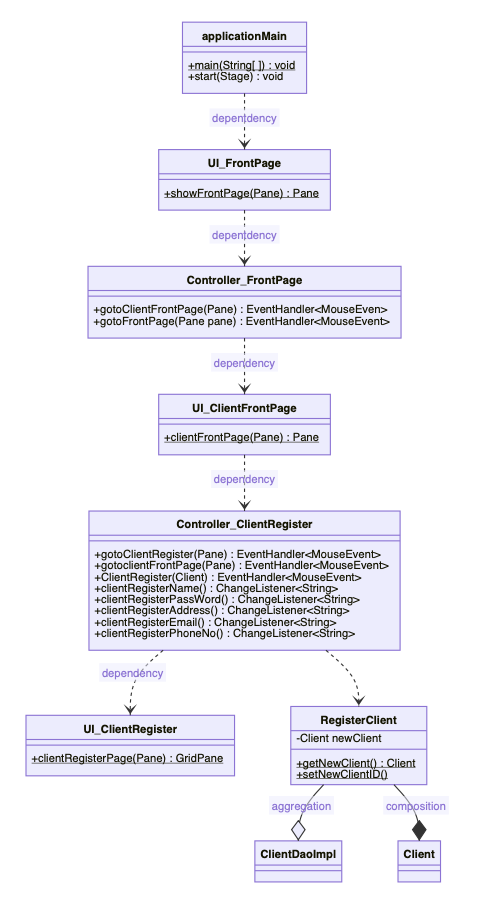 applicationMain
+main(String[ ]) : void
+start(Stage) : void
dependency
UI_FrontPage
+showFrontPage(Pane) : Pane
dependency
Controller_FrontPage
+gotoClientFrontPage(Pane) : EventHandler<MouseEven>
+gotoFrontPage(Pane pane) : EventHandler<MouseEvent>
dependency
UI_ClientFrontPage
+clientFrontPage(Pane) : Pane
dependency
Controller_ClientRegister
+gotoClientRegister(Pane) : EventHandler<MouseEvent>
+gotoclientFrontPage(Pane) : EventHandler<MouseEvent>
+ClientRegister(Client) : EventHandler<MouseEvent>
+clientRegisterName() : ChangeListener<String>
+clientRegisterPassWord() : ChangeListener<String>
+clientRegisterAddress() : ChangeListener<String>
+clientRegisterEmail() : ChangeListener<String>
+clientRegisterPhoneNo() : ChangeListener<String>
dependency
UI_ClientRegister
+clientRegisterPage(Pane) : GridPane
RegisterClient
-Client newClient
+getNewClient() : Client
+setNewClientID()
aggregation
composition
ClientDaoImpl
Client